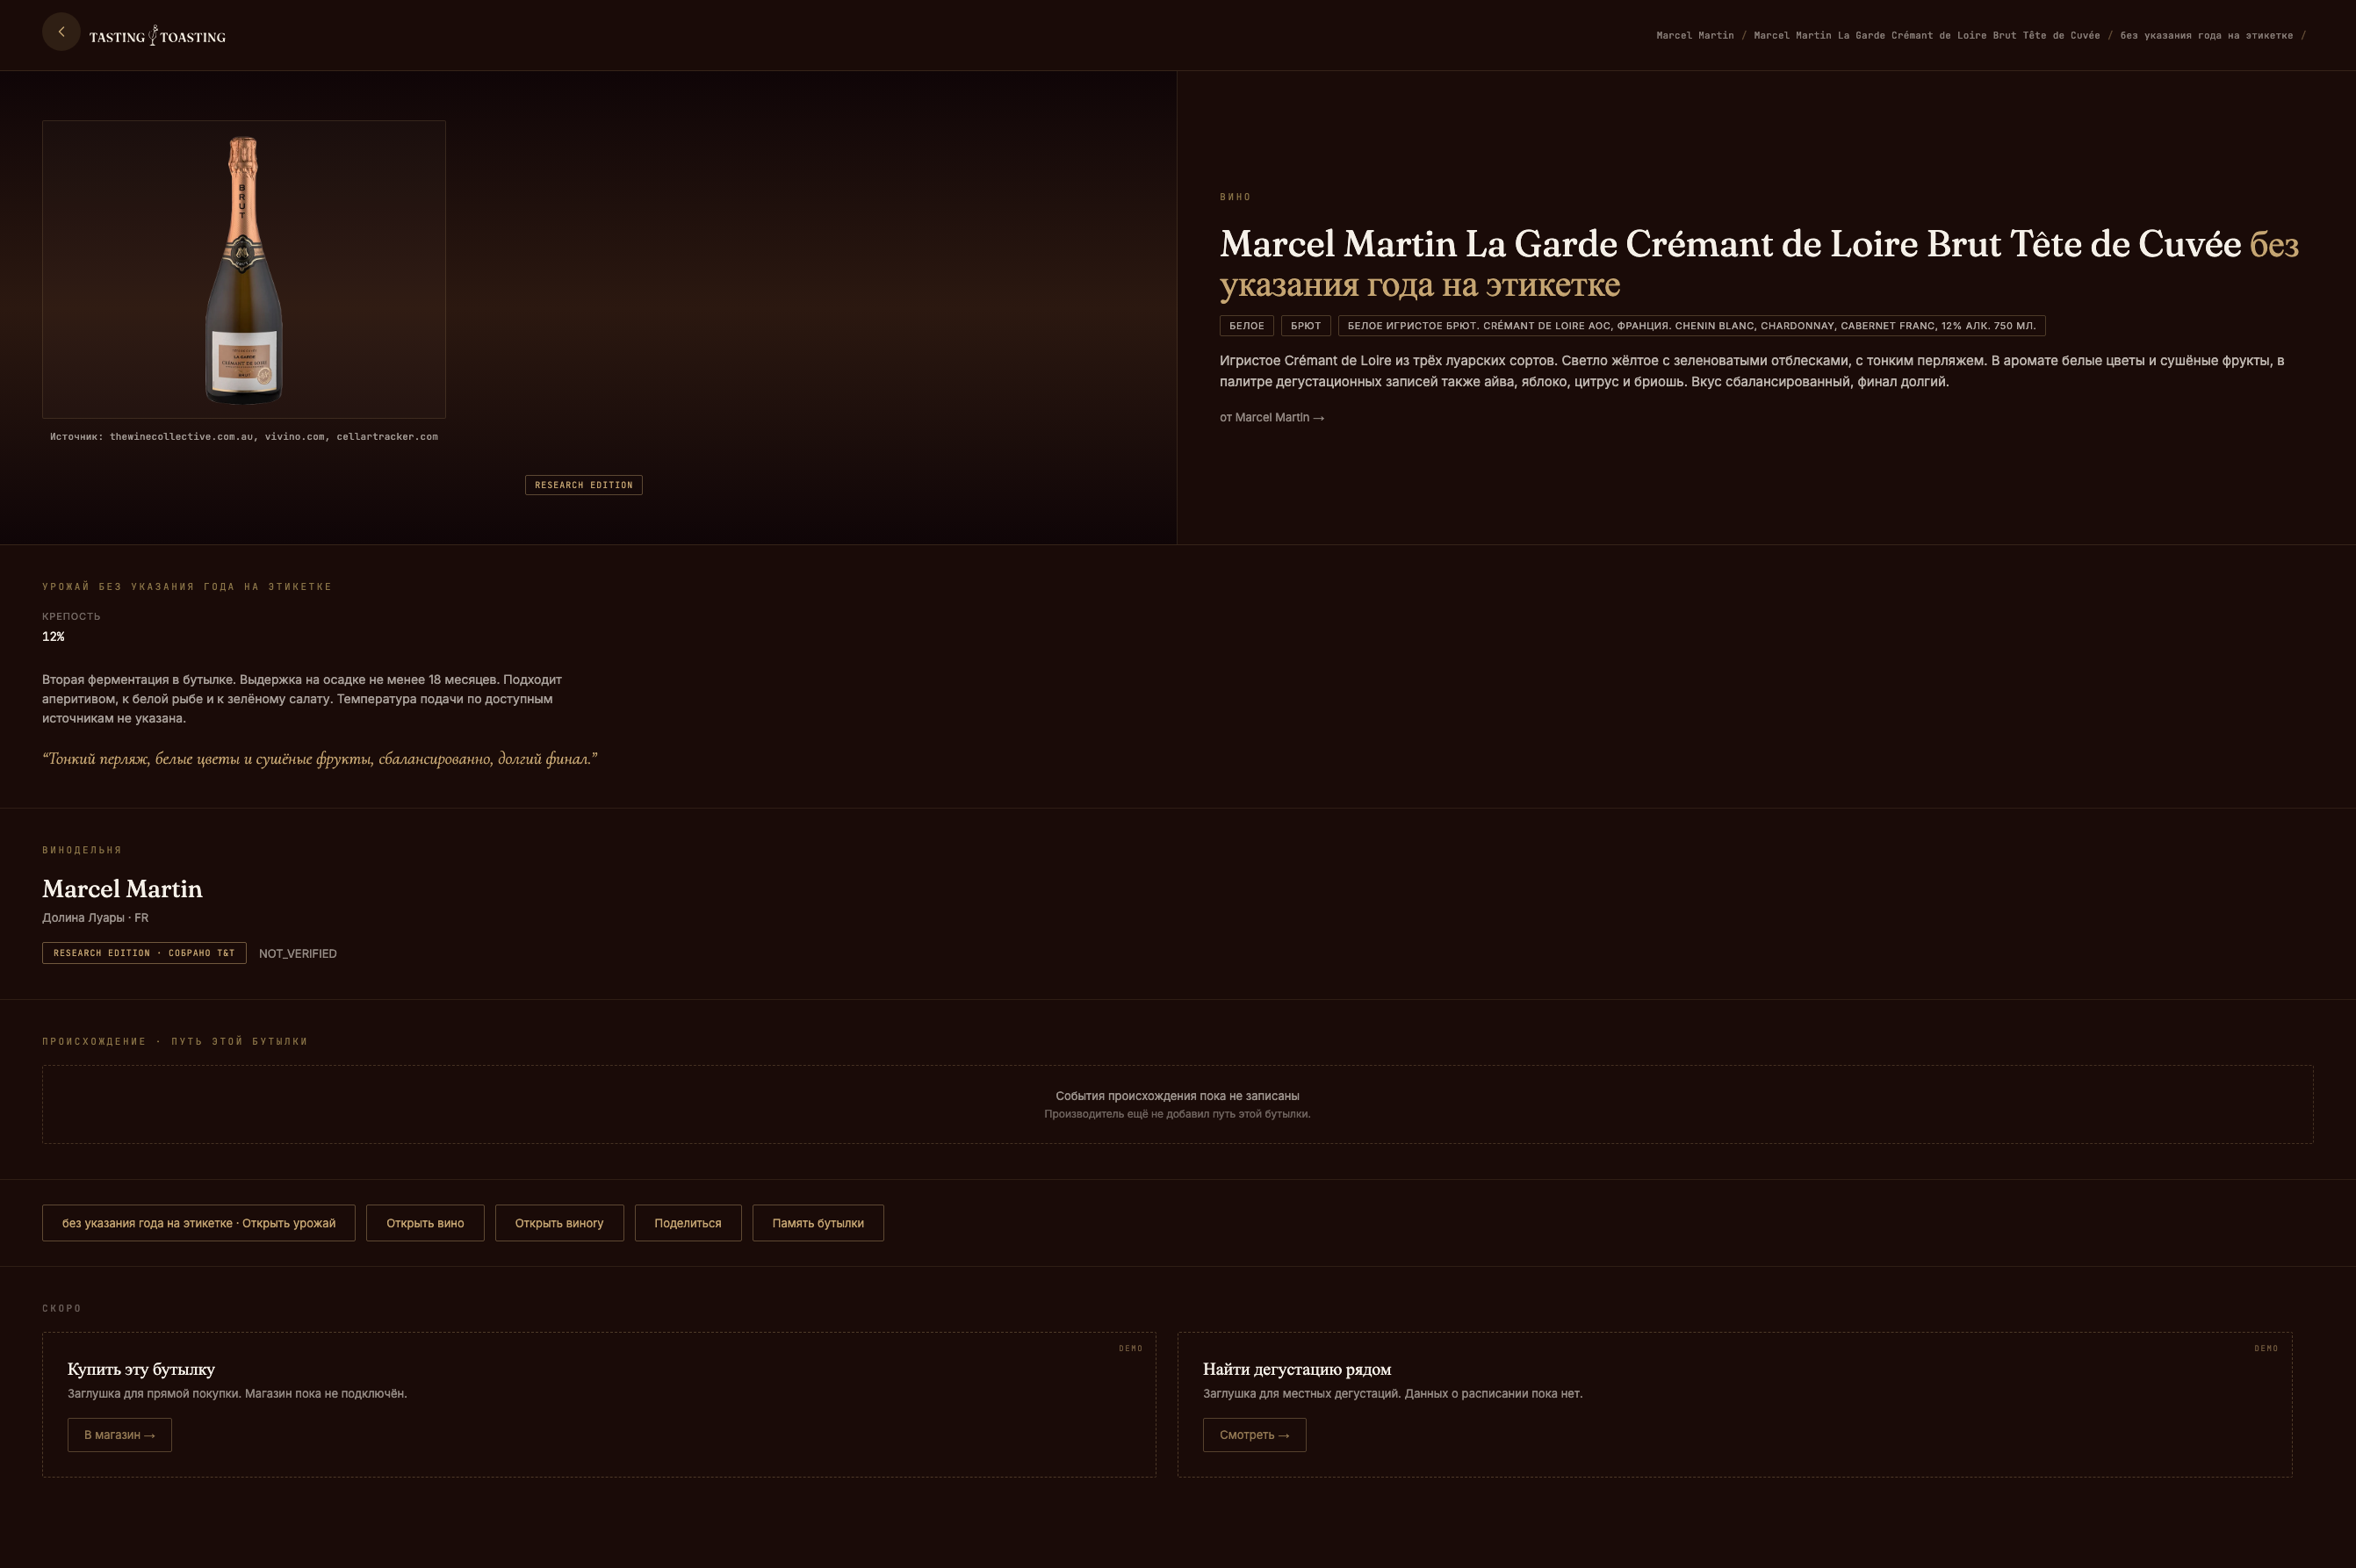 TASTING TOASTING
Marcel Martin / Marcel Martin La Garde Crémant de Loire Brut Tête de Cuvée / без указания года на этикетке /
BRUT
LA GARDE
CRÉMANT DE LOIRE
BRUT
Источник: thewinecollective.com.au, vivino.com, cellartracker.com
RESEARCH EDITION
ВИНО
Marcel Martin La Garde Crémant de Loire Brut Tête de Cuvée без
указания года на этикетке
БЕЛОЕ
БРЮТ
БЕЛОЕ ИГРИСТОЕ БРЮТ. CRÉMANT DE LOIRE AOC, ФРАНЦИЯ. CHENIN BLANC, CHARDONNAY, CABERNET FRANC, 12% АЛК. 750 МЛ.
Игристое Crémant de Loire из трёх луарских сортов. Светло жёлтое с зеленоватыми отблесками, с тонким перляжем. В аромате белые цветы и сушёные фрукты, в
палитре дегустационных записей также айва, яблоко, цитрус и бриошь. Вкус сбалансированный, финал долгий.
от Marcel Martin →
УРОЖАЙ БЕЗ УКАЗАНИЯ ГОДА НА ЭТИКЕТКЕ
КРЕПОСТЬ
12%
Вторая ферментация в бутылке. Выдержка на осадке не менее 18 месяцев. Подходит
аперитивом, к белой рыбе и к зелёному салату. Температура подачи по доступным
источникам не указана.
“Тонкий перляж, белые цветы и сушёные фрукты, сбалансированно, долгий финал.”
ВИНОДЕЛЬНЯ
Marcel Martin
Долина Луары · FR
RESEARCH EDITION · СОБРАНО T&T
NOT_VERIFIED
ПРОИСХОЖДЕНИЕ · ПУТЬ ЭТОЙ БУТЫЛКИ
События происхождения пока не записаны
Производитель ещё не добавил путь этой бутылки.
без указания года на этикетке · Открыть урожай
Открыть вино
Открыть виногу
Поделиться
Память бутылки
СКОРО
DEMO
Купить эту бутылку
Заглушка для прямой покупки. Магазин пока не подключён.
В магазин →
DEMO
Найти дегустацию рядом
Заглушка для местных дегустаций. Данных о расписании пока нет.
Смотреть →